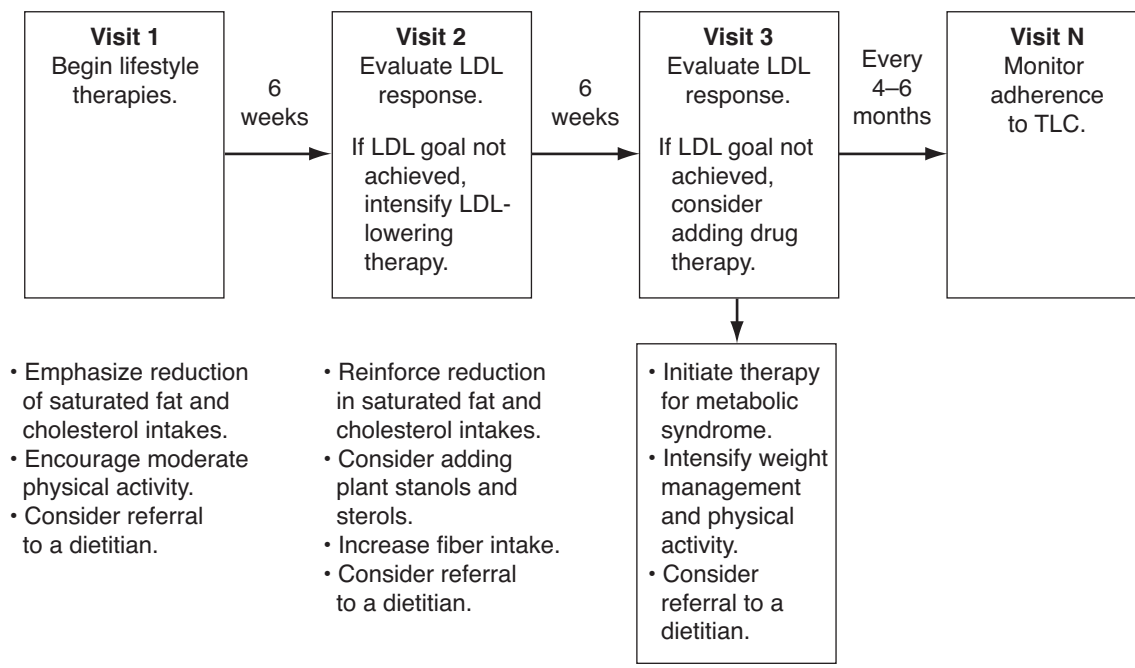 Visit 1
Begin lifestyle
therapies.
6
weeks
Visit 2
Evaluate LDL
response.
If LDL goal not
achieved,
intensify LDL-
lowering
therapy.
6
weeks
Visit 3
Evaluate LDL
response.
If LDL goal not
achieved,
consider
adding drug
therapy.
Every
4–6
months
Visit N
Monitor
adherence
to TLC.
• Emphasize reduction
of saturated fat and
cholesterol intakes.
• Encourage moderate
physical activity.
• Consider referral
to a dietitian.
• Reinforce reduction
in saturated fat and
cholesterol intakes.
• Consider adding
plant stanols and
sterols.
• Increase fiber intake.
• Consider referral
to a dietitian.
• Initiate therapy
for metabolic
syndrome.
• Intensify weight
management
and physical
activity.
• Consider
referral to a
dietitian.